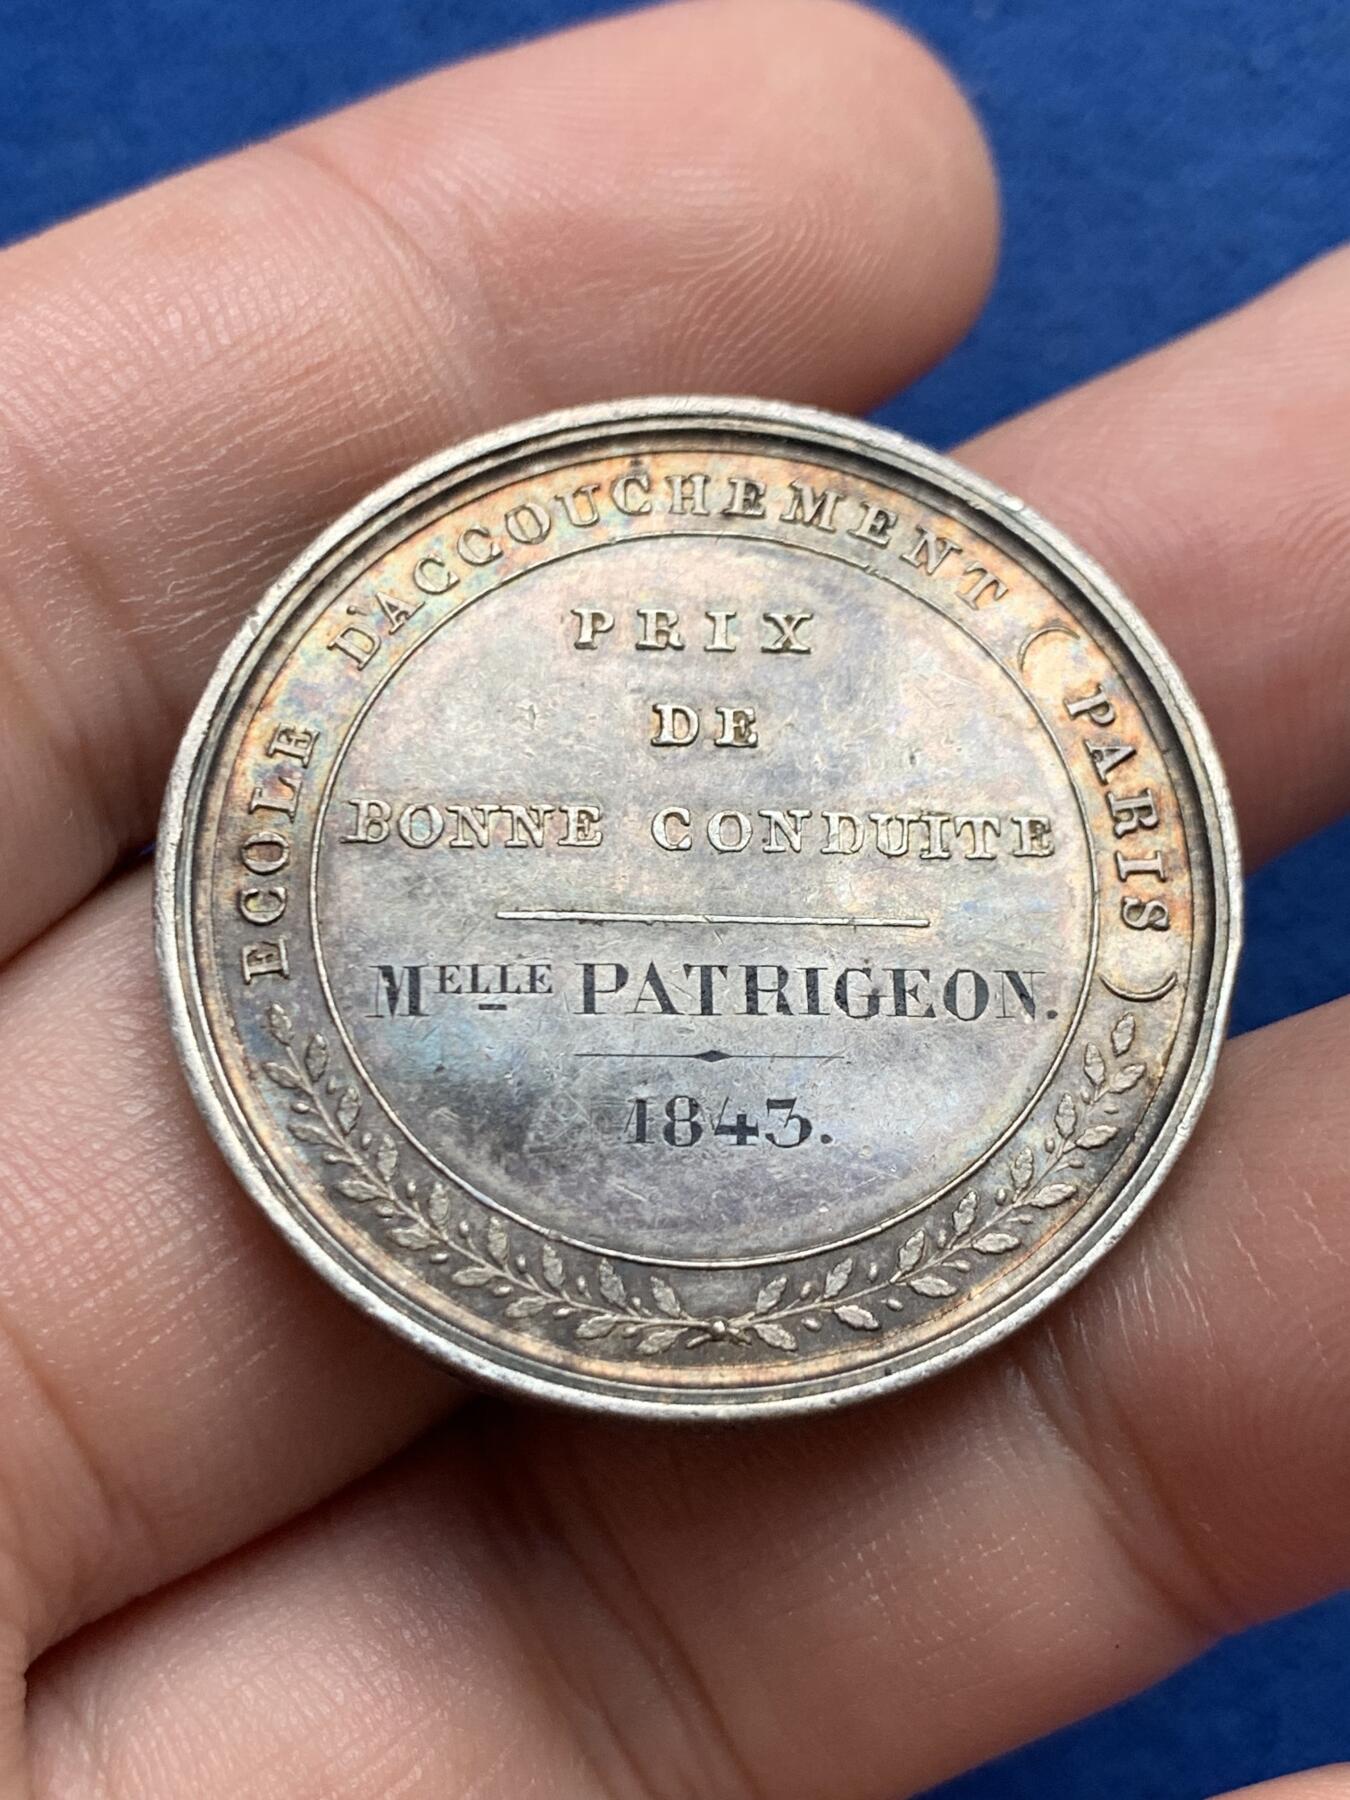 ECOLE D'ACCOUCHEMENT (PARIS)
PRIX
DE
BONNE CONDUITE
MELLE PATRIGEON.
1843.